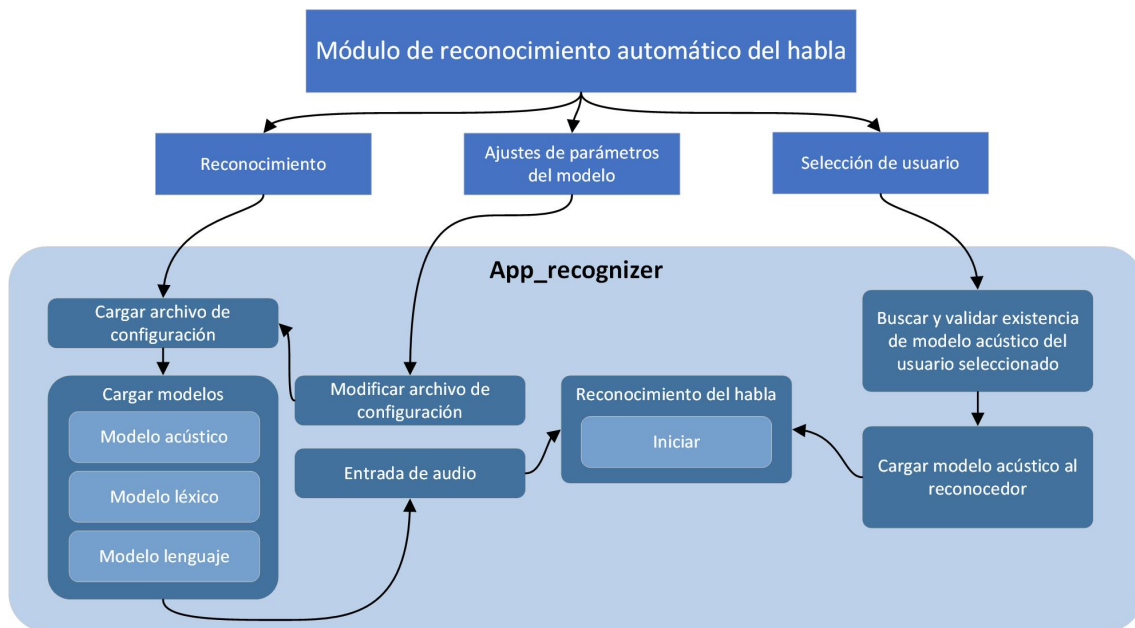 Módulo de reconocimiento automático del habla
Reconocimiento
Ajustes de parámetros
del modelo
Selección de usuario
App_recognizer
Cargar archivo de
configuración
Cargar modelos
Modelo acústico
Modelo léxico
Modelo lenguaje
Modificar archivo de
configuración
Entrada de audio
Reconocimiento del habla
Iniciar
Buscar y validar existencia
de modelo acústico del
usuario seleccionado
Cargar modelo acústico al
reconocedor